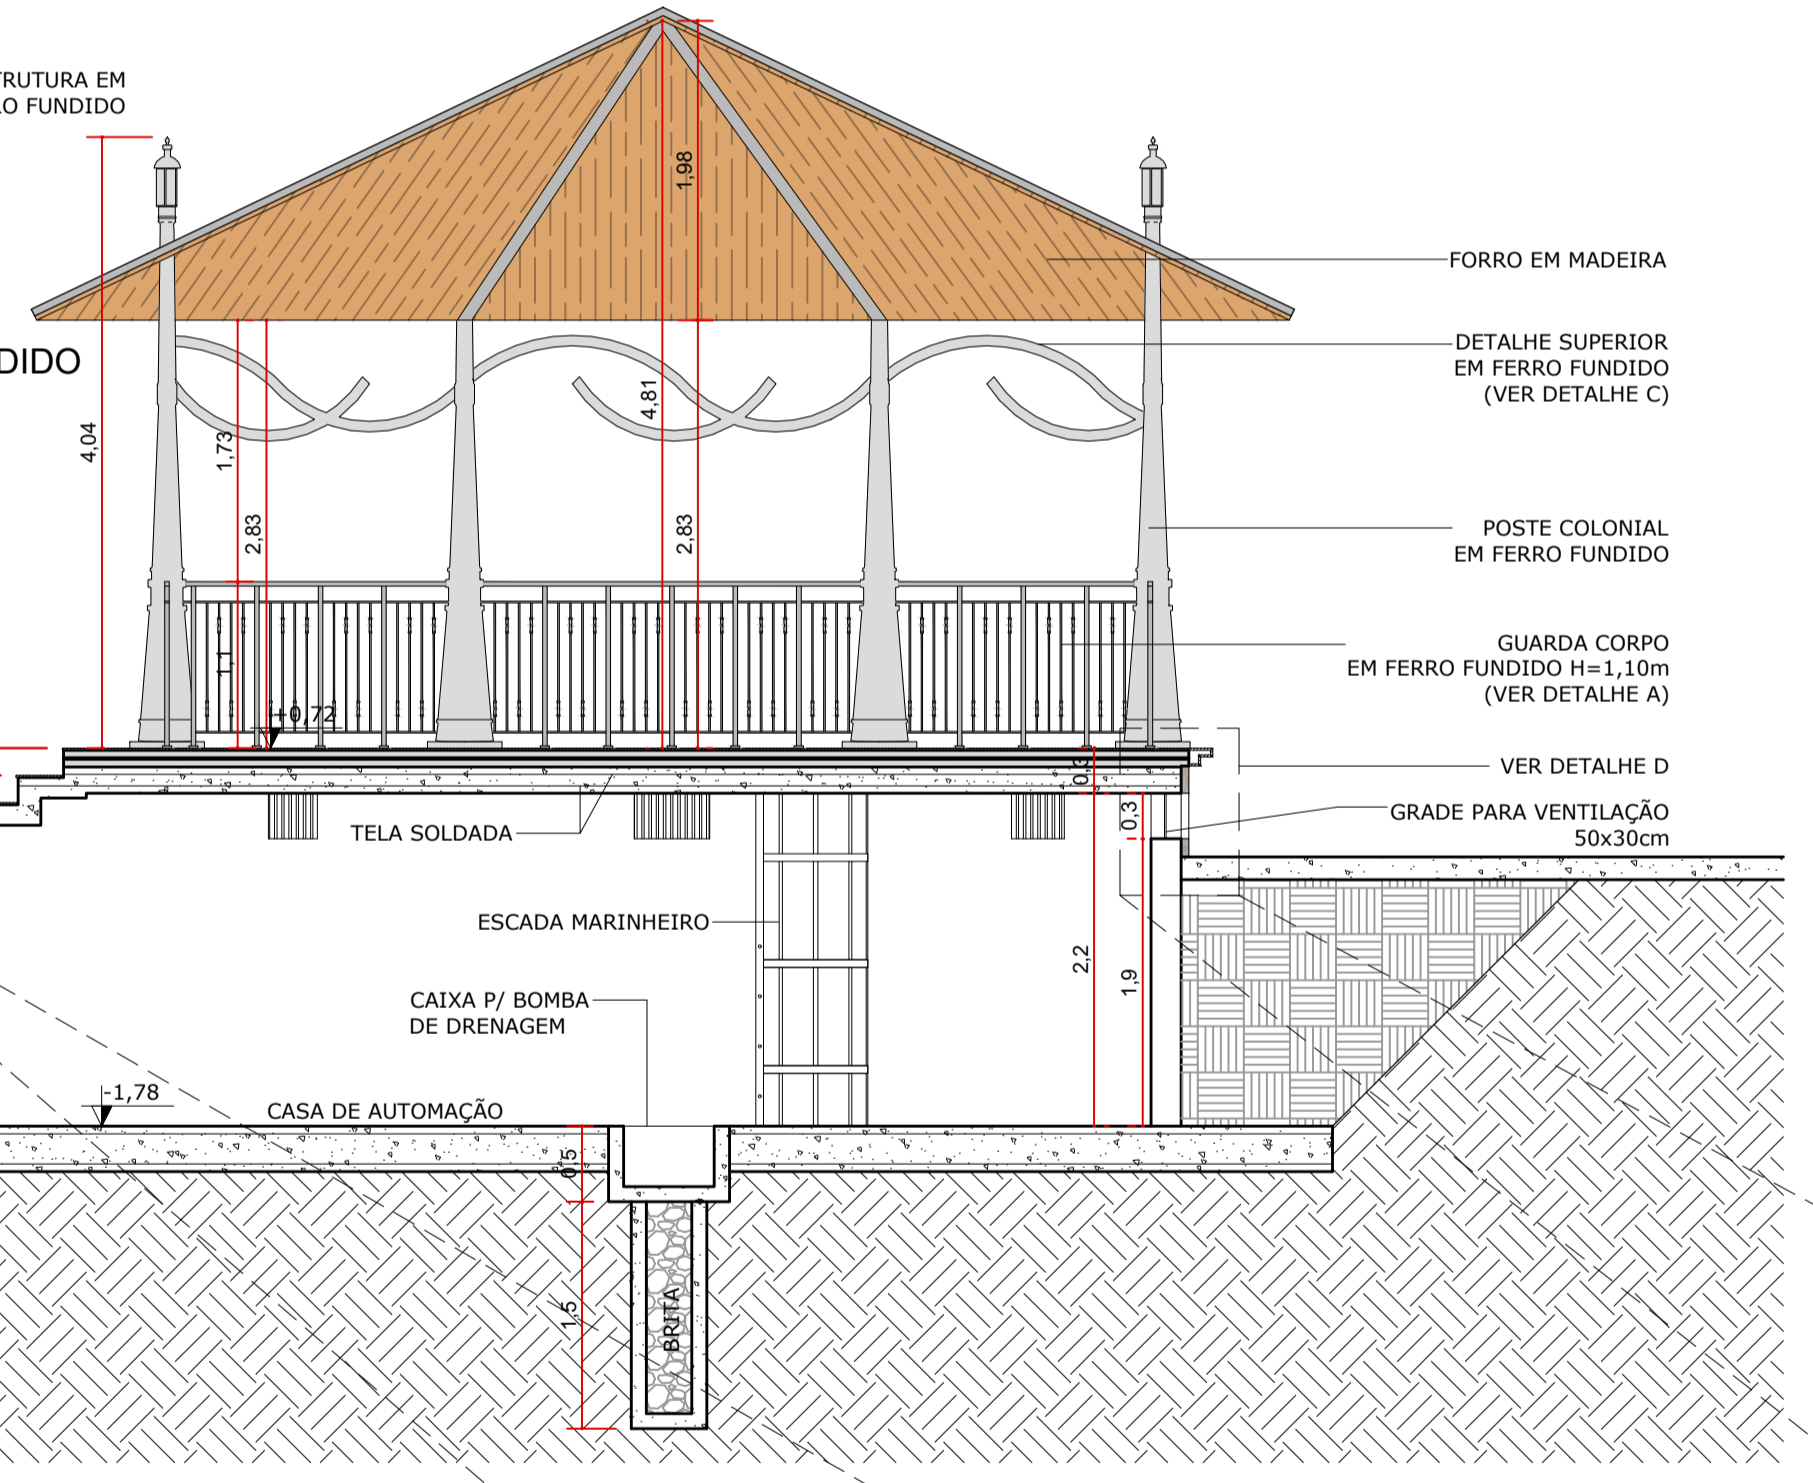 TRUTURA EM
RO FUNDIDO
1,98
FORRO EM MADEIRA
DETALHE SUPERIOR
EM FERRO FUNDIDO
(VER DETALHE C)
DIDO
4,81
4,04
1,73
2,83
2,83
POSTE COLONIAL
EM FERRO FUNDIDO
GUARDA CORPO
EM FERRO FUNDIDO H=1,10m
(VER DETALHE A)
1,1
+0,72
VER DETALHE D
0,3
GRADE PARA VENTILAÇÃO
50x30cm
0,3
TELA SOLDADA
ESCADA MARINHEIRO
2,2
1,9
CAIXA P/ BOMBA
DE DRENAGEM
-1,78
CASA DE AUTOMAÇÃO
0,5
1,5
BRITA